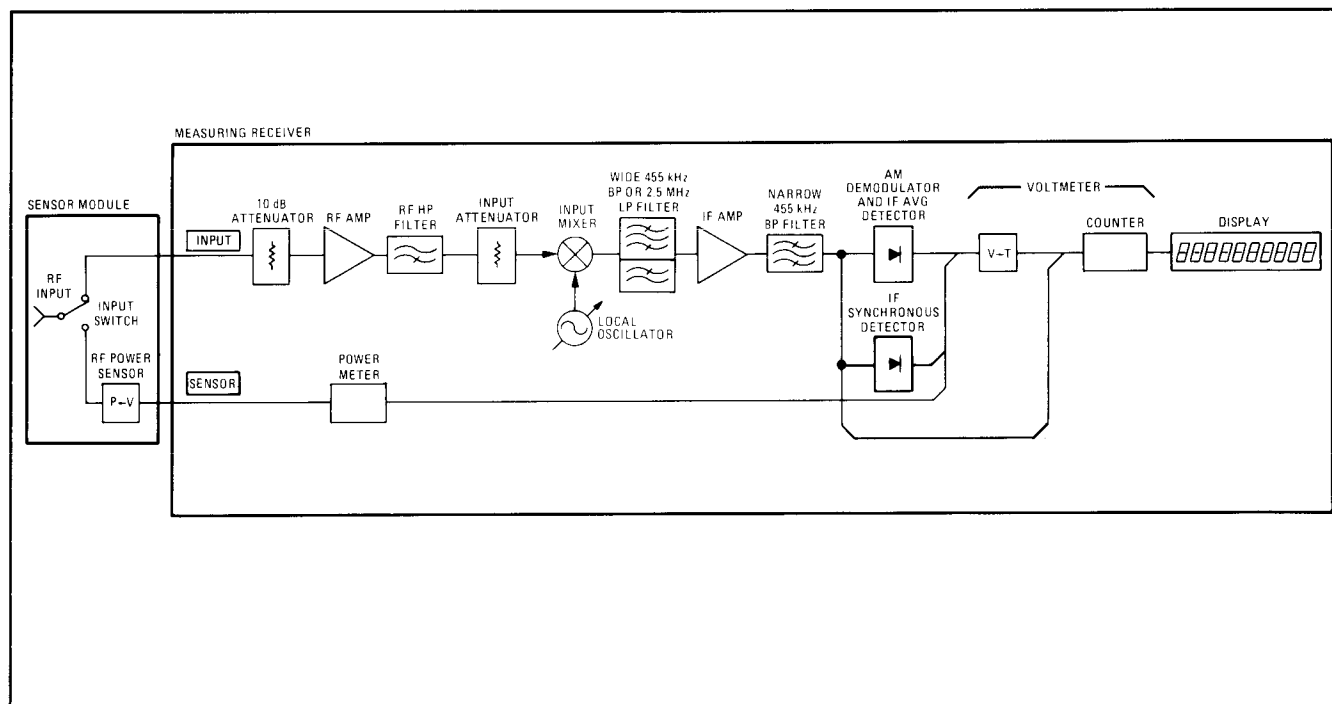 MEASURING RECEIVER
SENSOR MODULE
RF
INPUT
INPUT
SWITCH
RF POWER
SENSOR
P→V
INPUT
SENSOR
10 dB
ATTENUATOR
RF AMP
RF HP
FILTER
INPUT
ATTENUATOR
INPUT
MIXER
LOCAL
OSCILLATOR
WIDE 455 kHz
BP OR 2.5 MHz
LP FILTER
IF AMP
NARROW
455 kHz
BP FILTER
AM
DEMODULATOR
AND IF AVG
DETECTOR
IF
SYNCHRONOUS
DETECTOR
POWER
METER
VOLTMETER
V→T
COUNTER
DISPLAY